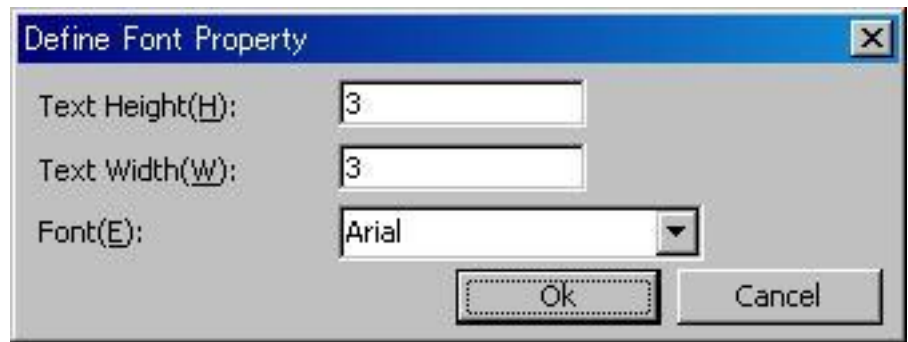 Define Font Property
Text Height(H): 3
Text Width(W): 3
Font(E): Arial
Ok Cancel